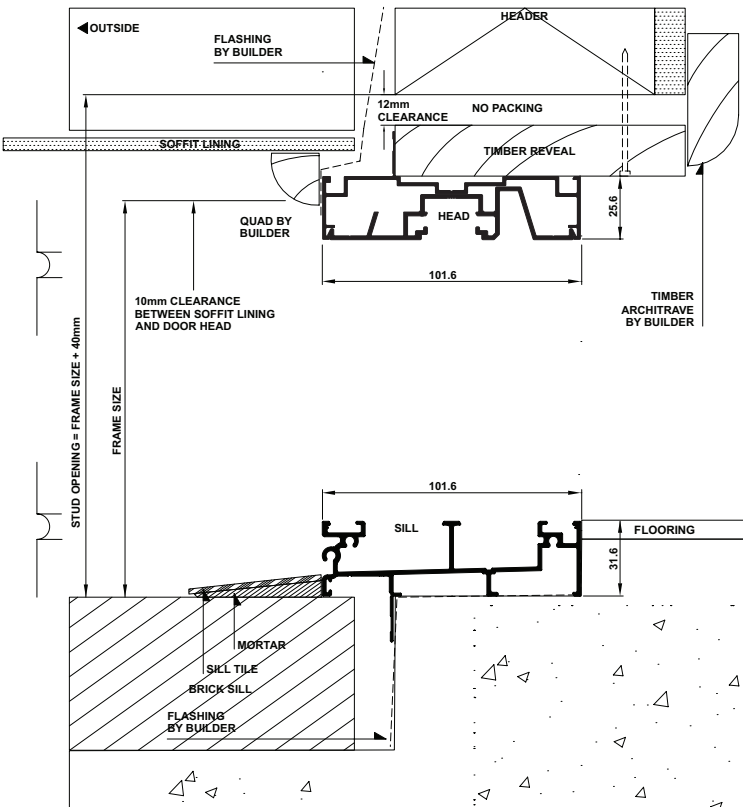 OUTSIDE
FLASHING
BY BUILDER
HEADER
12mm
CLEARANCE
NO PACKING
SOFFIT LINING
TIMBER REVEAL
HEAD
25.6
QUAD BY
BUILDER
101.6
10mm CLEARANCE
BETWEEN SOFFIT LINING
AND DOOR HEAD
TIMBER
ARCHITRAVE
BY BUILDER
STUD OPENING = FRAME SIZE + 40mm
FRAME SIZE
101.6
SILL
FLOORING
31.6
MORTAR
SILL TILE
BRICK SILL
FLASHING
BY BUILDER